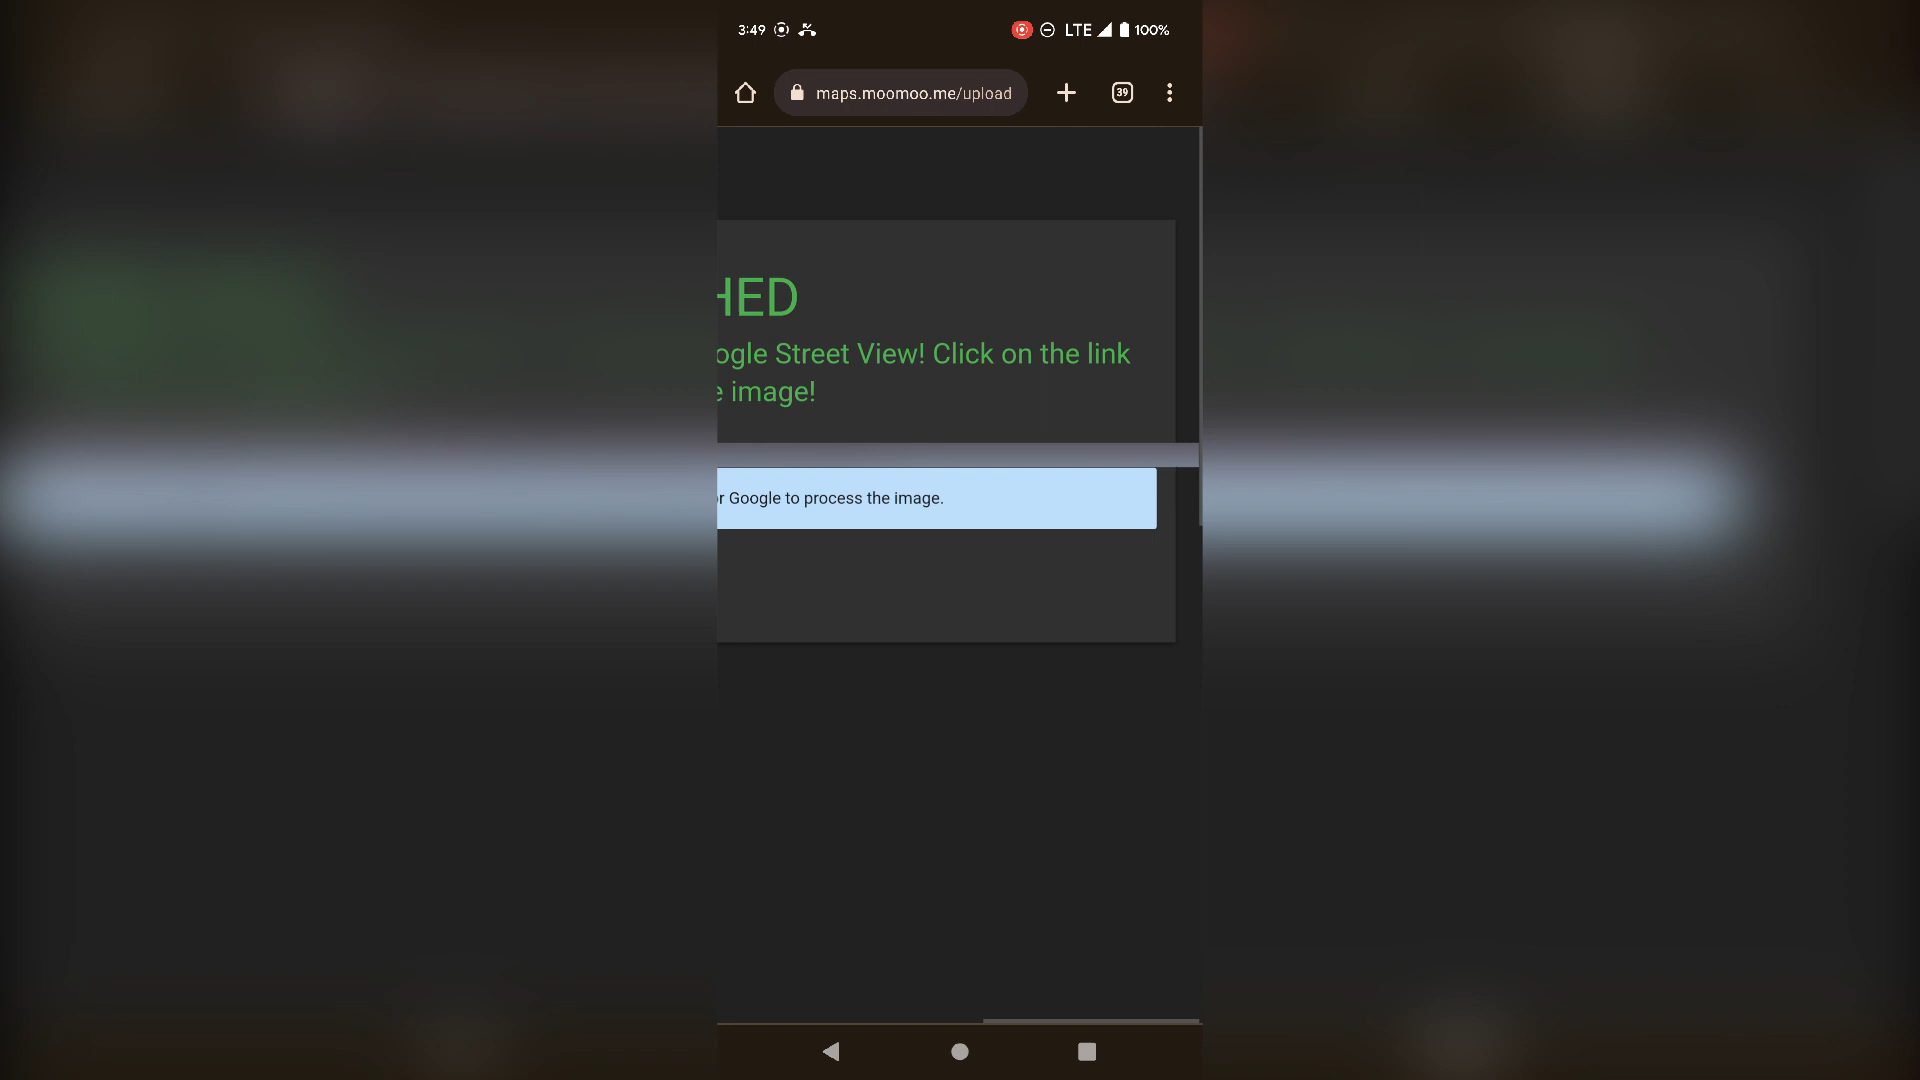 3:49 LTE 100%
maps.moomoo.me/upload 39
HED
ogle Street View! Click on the link
e image!
r Google to process the image.